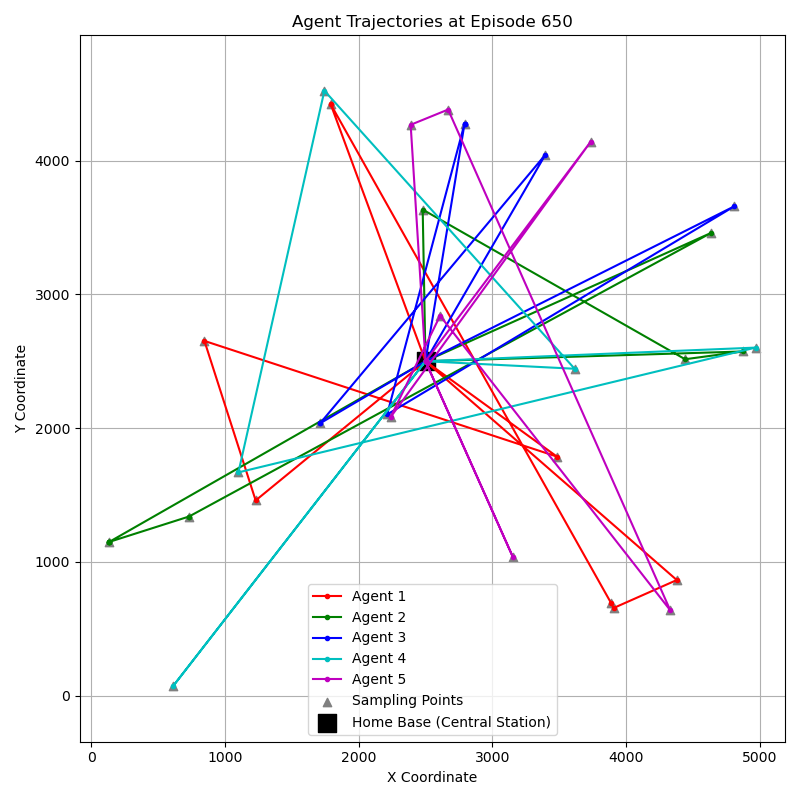 Agent Trajectories at Episode 650
Y Coordinate
4000
3000
2000
1000
0
Agent 1
Agent 2
Agent 3
Agent 4
Agent 5
Sampling Points
Home Base (Central Station)
0 1000 2000 3000 4000 5000
X Coordinate